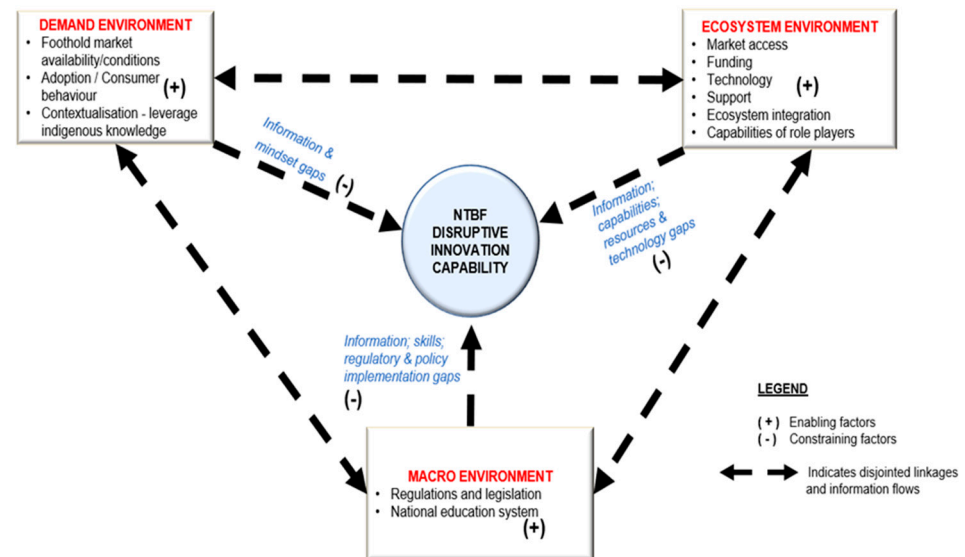 DEMAND ENVIRONMENT
• Foothold market
availability/conditions
• Adoption / Consumer
behaviour
(+)
• Contextualisation - leverage
indigenous knowledge
ECOSYSTEM ENVIRONMENT
• Market access
• Funding
• Technology
(+)
• Support
• Ecosystem integration
• Capabilities of role players
Information &
mindset gaps
(-)
Information;
capabilities;
resources &
technology gaps
(-)
NTBF
DISRUPTIVE
INNOVATION
CAPABILITY
Information; skills;
regulatory & policy
implementation gaps
(-)
MACRO ENVIRONMENT
• Regulations and legislation
• National education system
(+)
LEGEND
(+) Enabling factors
(-) Constraining factors
Indicates disjointed linkages
and information flows